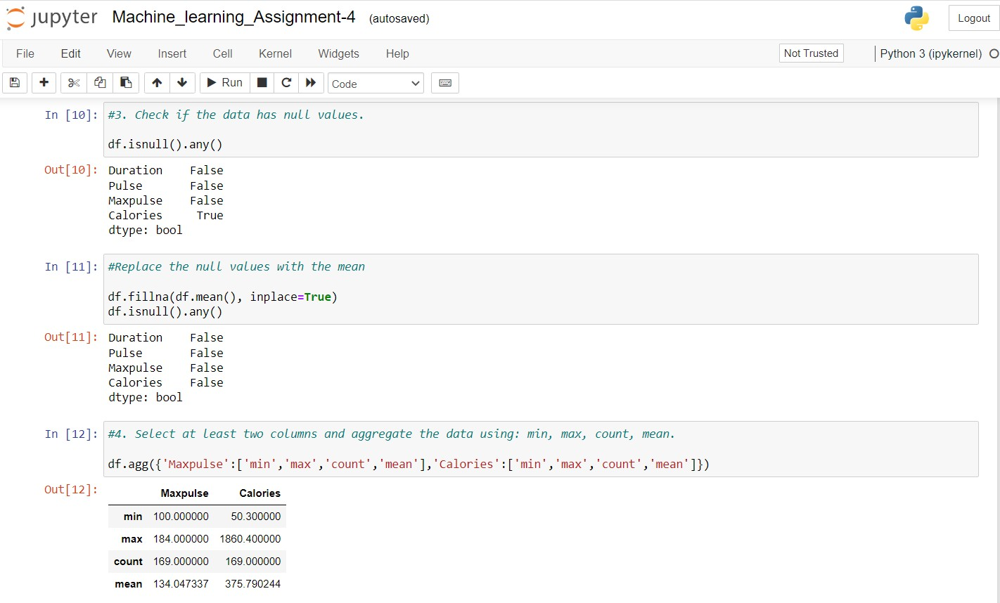 jupyter Machine_learning_Assignment-4 (autosaved) Logout
File Edit View Insert Cell Kernel Widgets Help Not Trusted Python 3 (ipykernel)
Run Code
In [10]: #3. Check if the data has null values.
df.isnull().any()
Out[10]: Duration False
Pulse False
Maxpulse False
Calories True
dtype: bool
In [11]: #Replace the null values with the mean
df.fillna(df.mean(), inplace=True)
df.isnull().any()
Out[11]: Duration False
Pulse False
Maxpulse False
Calories False
dtype: bool
In [12]: #4. Select at least two columns and aggregate the data using: min, max, count, mean.
df.agg({'Maxpulse':['min','max','count','mean'],'Calories':['min','max','count','mean']})
Out[12]:
Maxpulse Calories
min 100.000000 50.300000
max 184.000000 1860.400000
count 169.000000 169.000000
mean 134.047337 375.790244